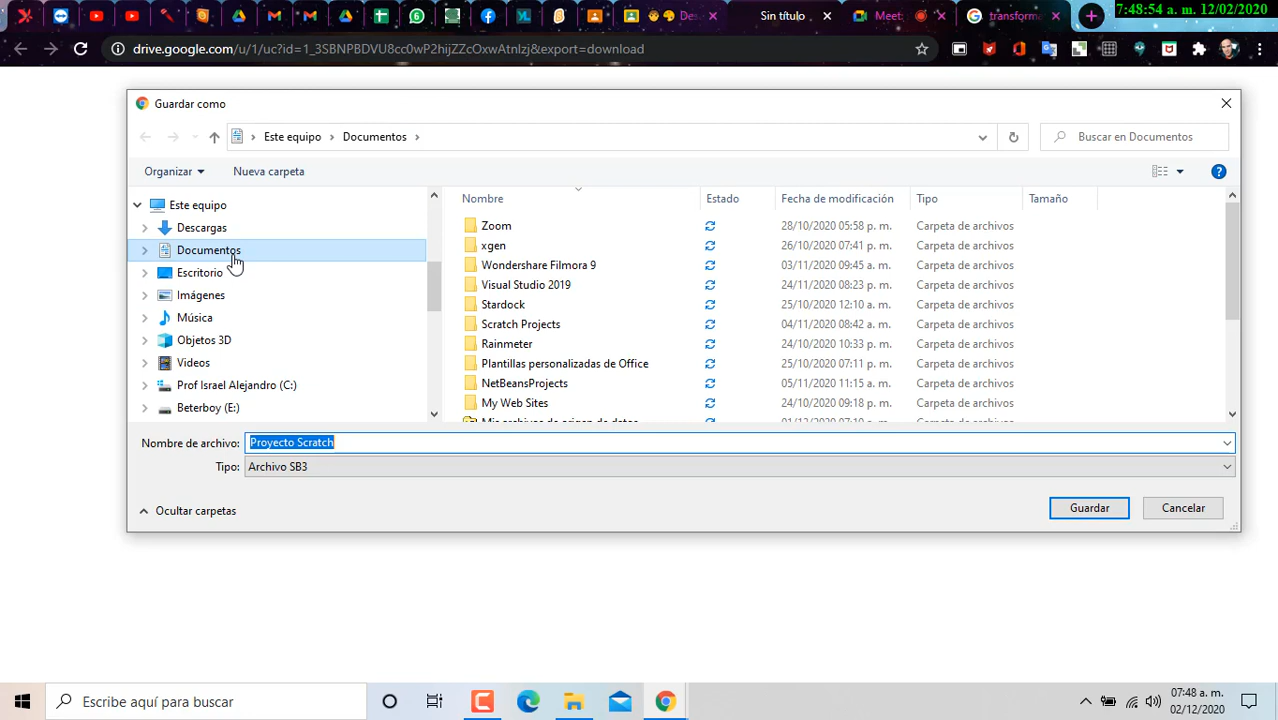 De
Sin título
Meet:
transforma
7:48:54 a. m. 12/02/2020
drive.google.com/u/1/uc?id=1_3SBNPBDVU8cc0wP2hijZZcOxwAtnlzj&export=download
Guardar como
Este equipo
Documentos
Buscar en Documentos
Organizar
Nueva carpeta
Este equipo
Descargas
Documentos
Escritorio
Imágenes
Música
Objetos 3D
Videos
Prof Israel Alejandro (C:)
Beterboy (E:)
Nombre Estado Fecha de modificación Tipo Tamaño
Zoom 28/10/2020 05:58 p. m. Carpeta de archivos
xgen 26/10/2020 07:41 p. m. Carpeta de archivos
Wondershare Filmora 9 03/11/2020 09:45 a. m. Carpeta de archivos
Visual Studio 2019 24/11/2020 08:23 p. m. Carpeta de archivos
Stardock 25/10/2020 12:10 a. m. Carpeta de archivos
Scratch Projects 04/11/2020 08:42 a. m. Carpeta de archivos
Rainmeter 24/10/2020 10:33 p. m. Carpeta de archivos
Plantillas personalizadas de Office 25/10/2020 07:11 p. m. Carpeta de archivos
NetBeansProjects 05/11/2020 11:15 a. m. Carpeta de archivos
My Web Sites 24/10/2020 09:18 p. m. Carpeta de archivos
Mis archivos de origen de datos
Nombre de archivo: Proyecto Scratch
Tipo: Archivo SB3
Ocultar carpetas
Guardar
Cancelar
Escribe aquí para buscar
07:48 a. m.
02/12/2020